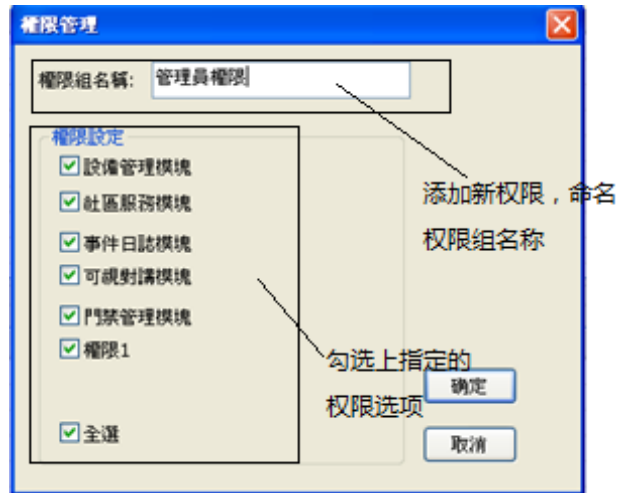 權限管理
權限組名稱: 管理員權限
權限設定
設備管理模塊
社區服務模塊
事件日誌模塊
可視對講模塊
門禁管理模塊
權限1
全選
添加新权限，命名
权限组名称
勾选上指定的
权限选项
确定
取消